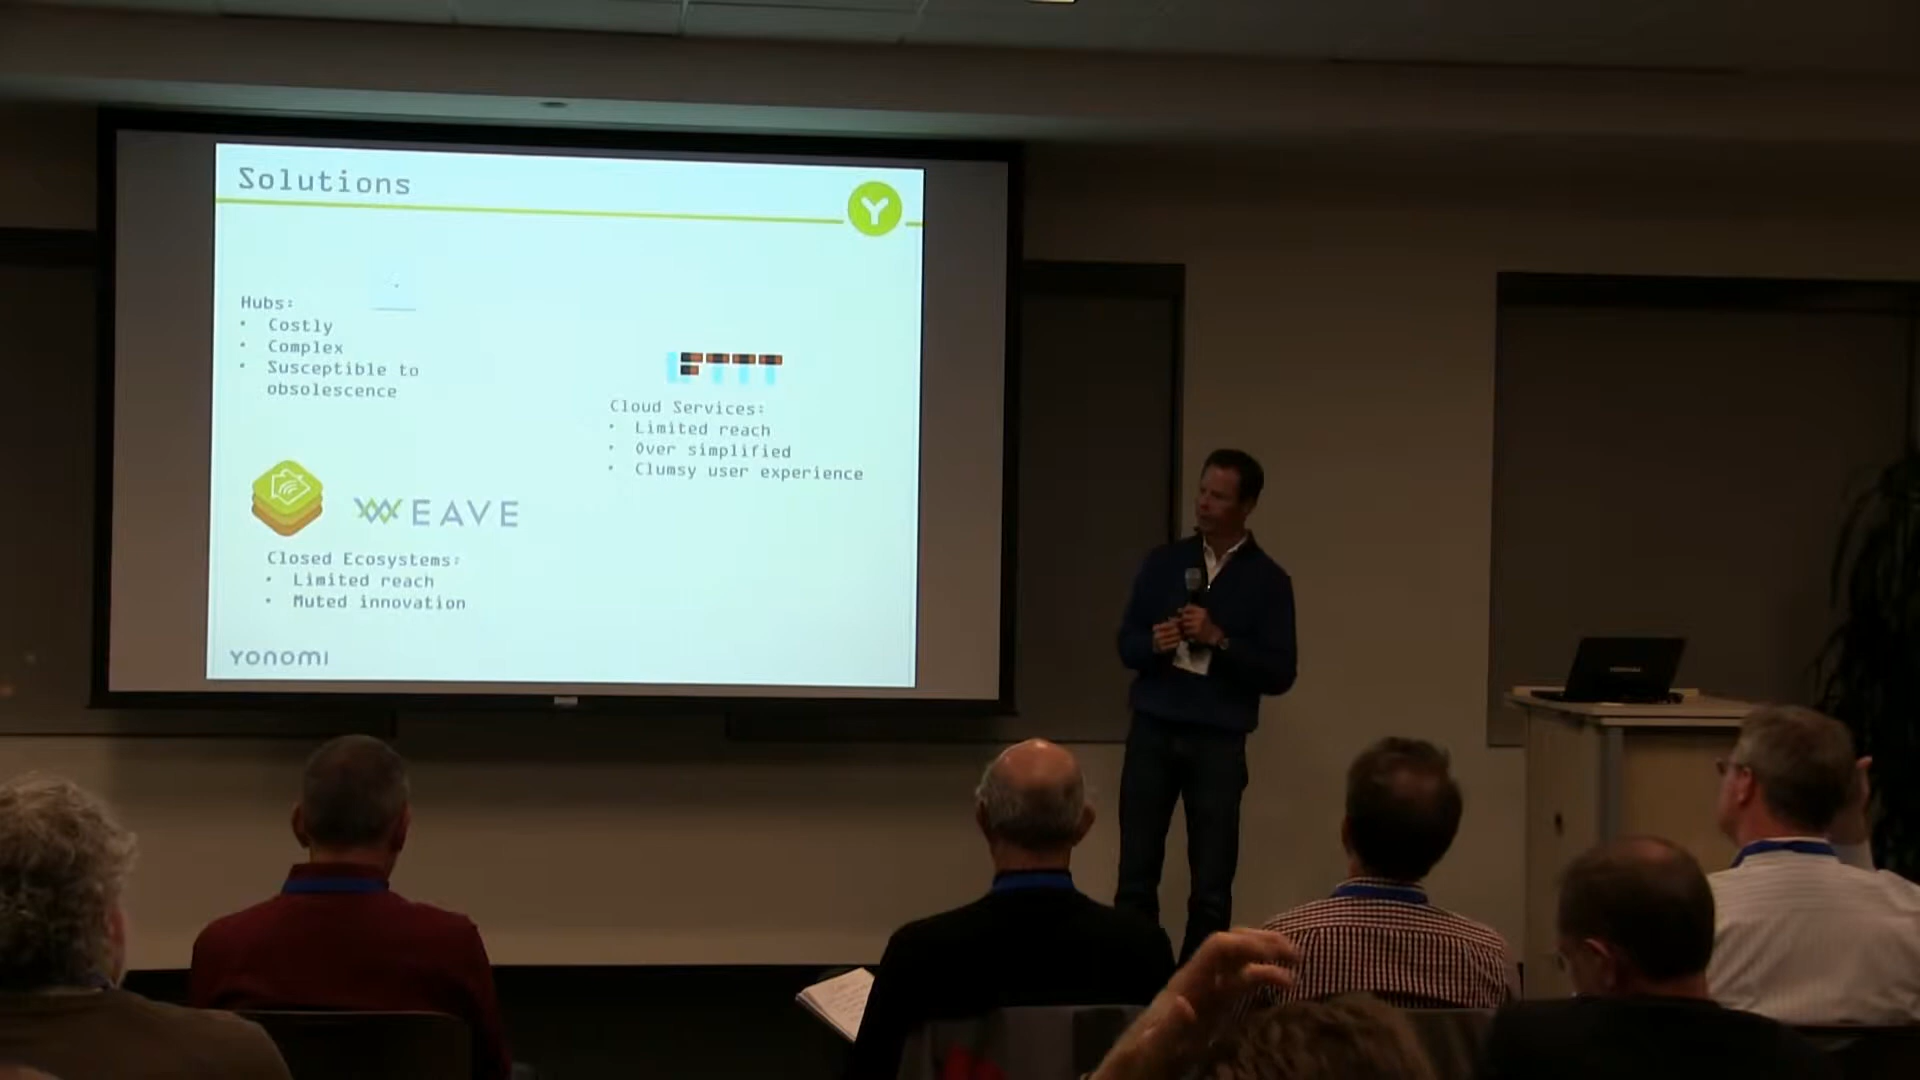 Solutions
Y
Hubs:
• Costly
• Complex
• Susceptible to
obsolescence
IFTTT
Cloud Services:
• Limited reach
• Over simplified
• Clumsy user experience
WEAVE
Closed Ecosystems:
• Limited reach
• Muted innovation
YONOMI
TOSHIBA